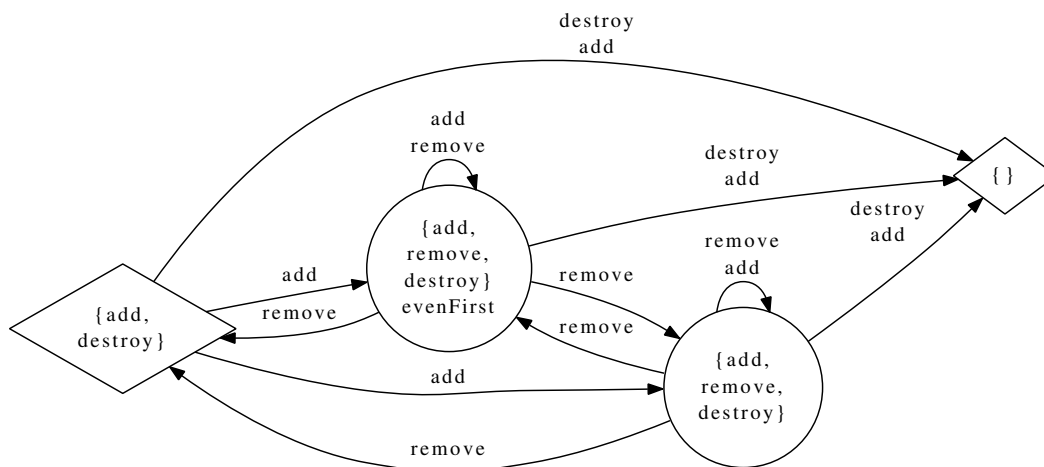 destroy
add
add
remove
destroy
add
{}
destroy
add
{add,
remove,
destroy}
evenFirst
remove
add
add
remove
{add,
destroy}
remove
remove
add
{add,
remove,
destroy}
remove